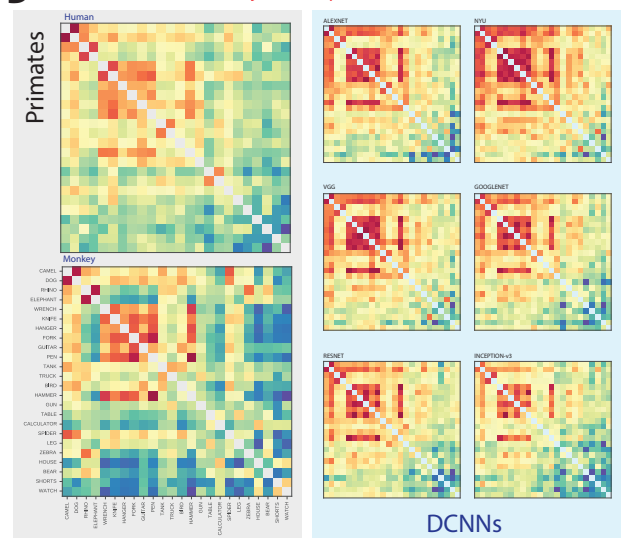 Human
Primates
Monkey
CAMEL
DOG
RHINO
ELEPHANT
WRENCH
KNIFE
HANGER
FORK
GUITAR
PEN
TANK
TRUCK
BIRD
HAMMER
GUN
TABLE
CALCULATOR
SPIDER
LEG
ZEBRA
HOUSE
BEAR
SHORTS
WATCH
CAMEL DOG RHINO ELEPHANT WRENCH KNIFE HANGER FORK GUITAR PEN TANK TRUCK BIRD HAMMER GUN TABLE CALCULATOR SPIDER LEG ZEBRA HOUSE BEAR SHORTS WATCH
ALEXNET NYU
VGG GOOGLENET
RESNET INCEPTION-v3
DCNNs